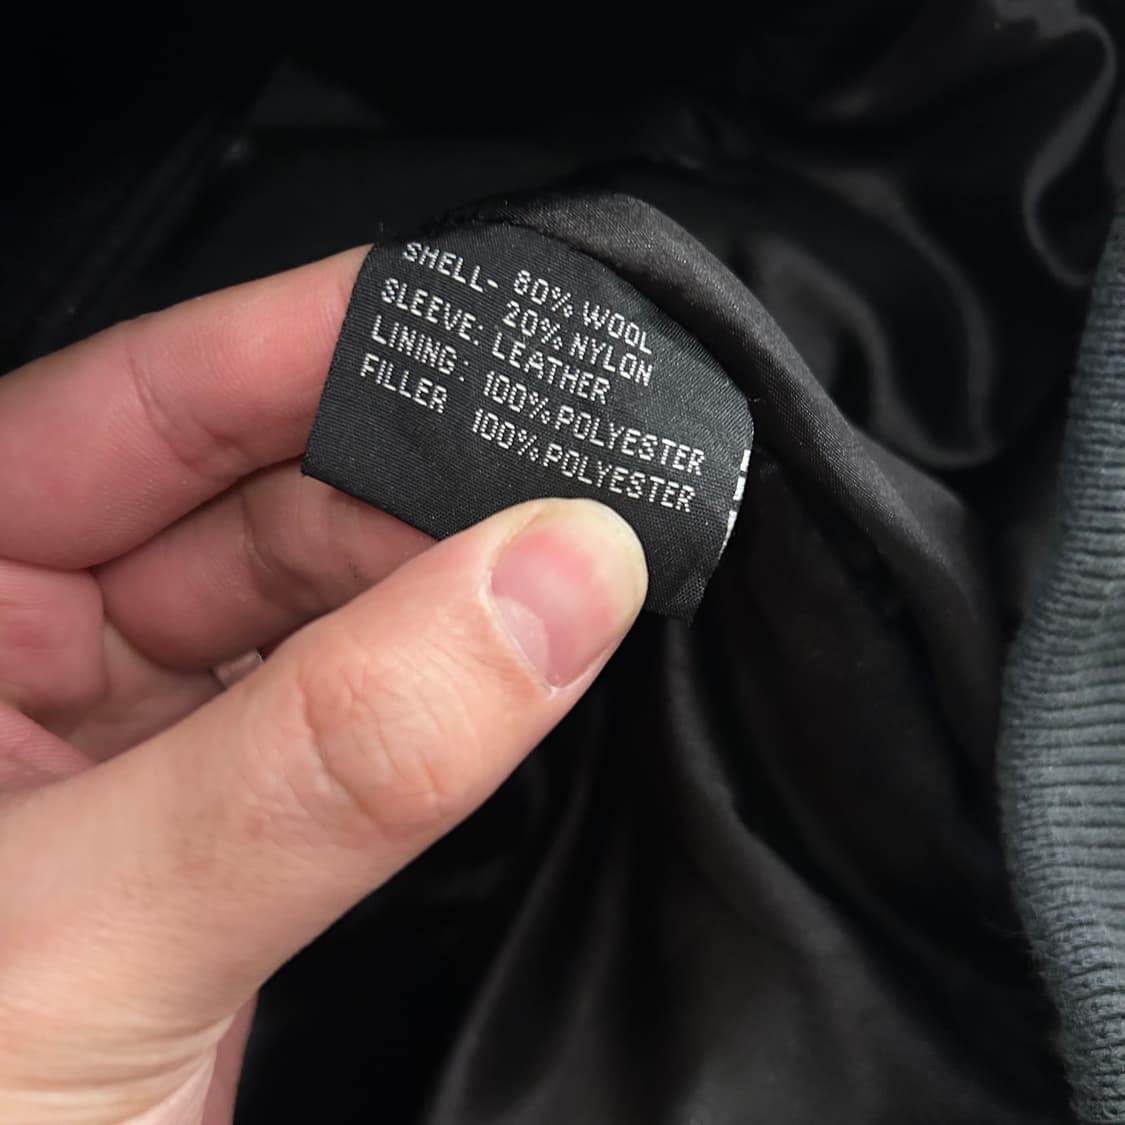 SHELL- 80% WOOL
20% NYLON
SLEEVE: LEATHER
LINING: 100% POLYESTER
FILLER 100% POLYESTER